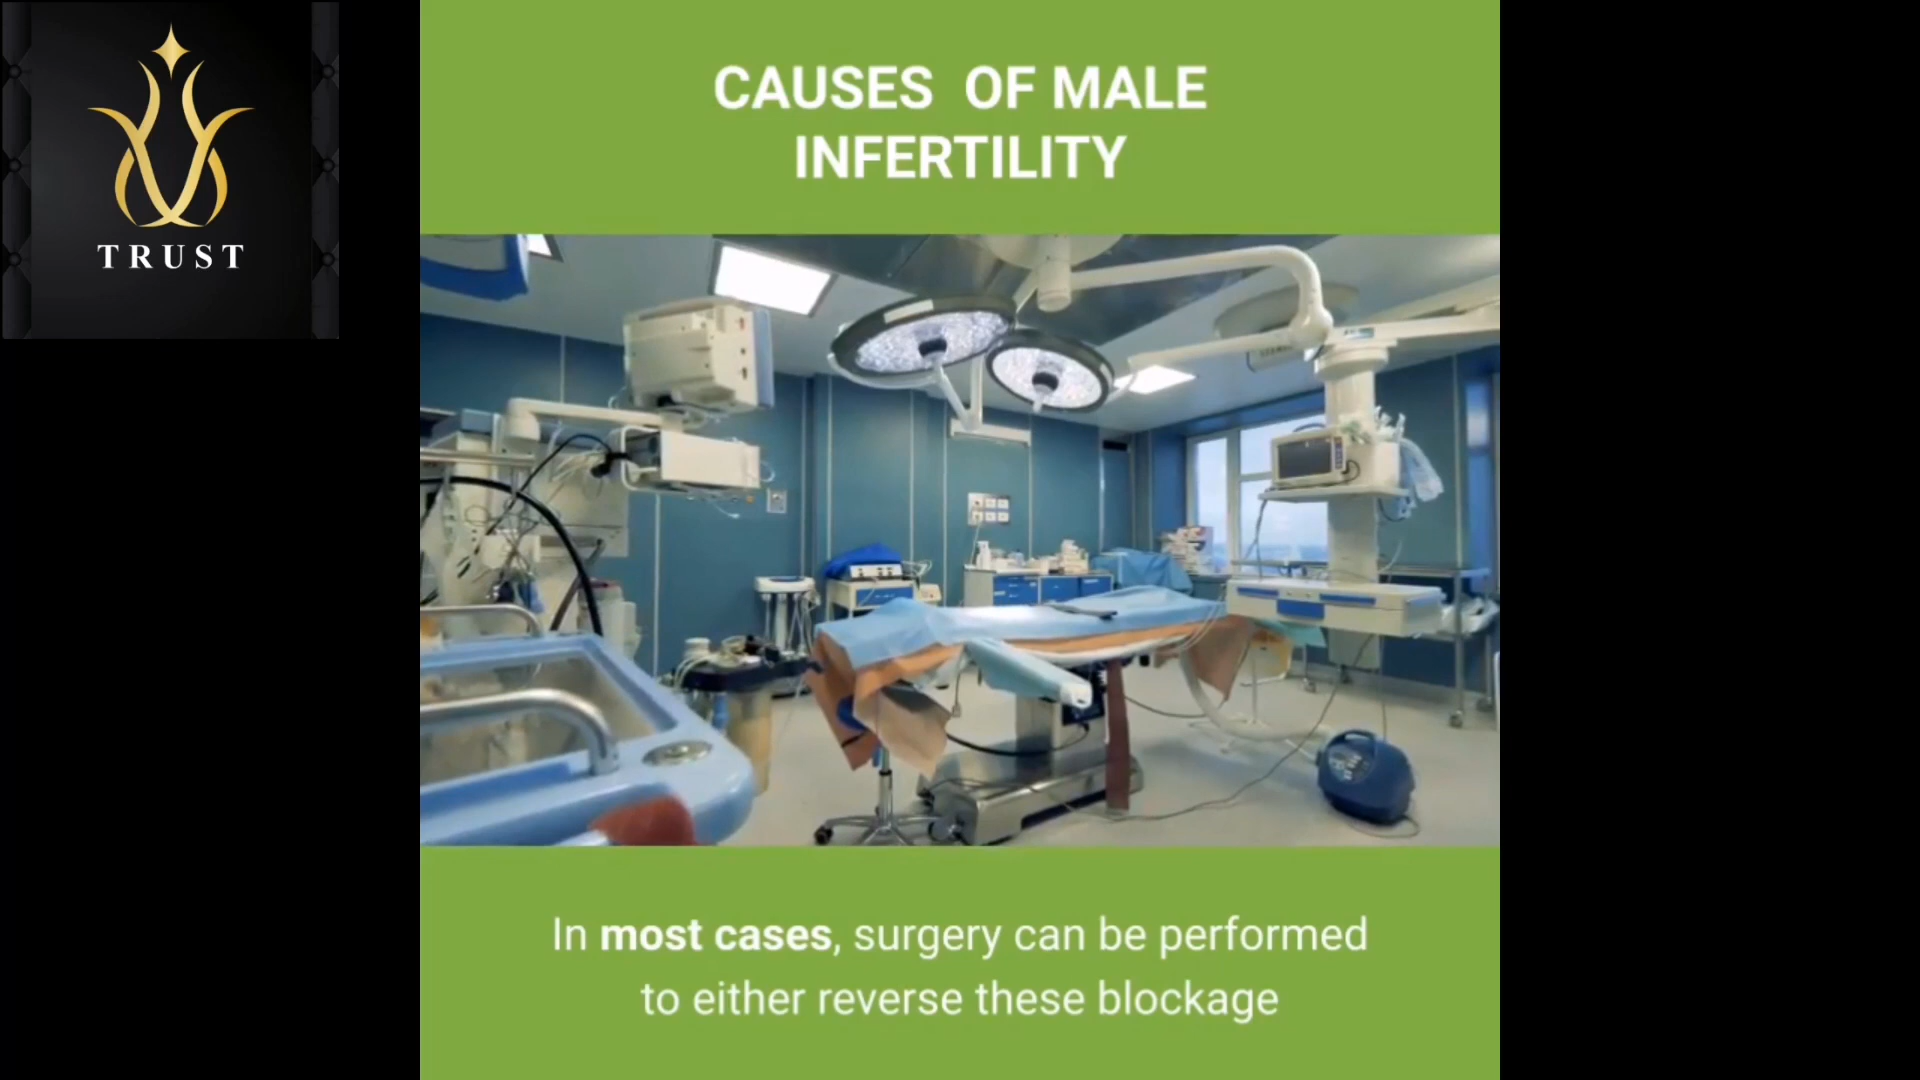 TRUST
CAUSES OF MALE
INFERTILITY
In most cases, surgery can be performed
to either reverse these blockage